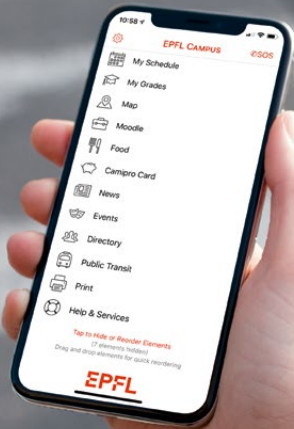 10:58
EPFL CAMPUS
SOS
My Schedule
My Grades
Map
Moodle
Food
Camipro Card
News
Events
Directory
Public Transit
Print
Help & Services
Tap to Hide or Reorder Elements
(7 elements hidden)
Drag and drop elements for quick reordering
EPFL